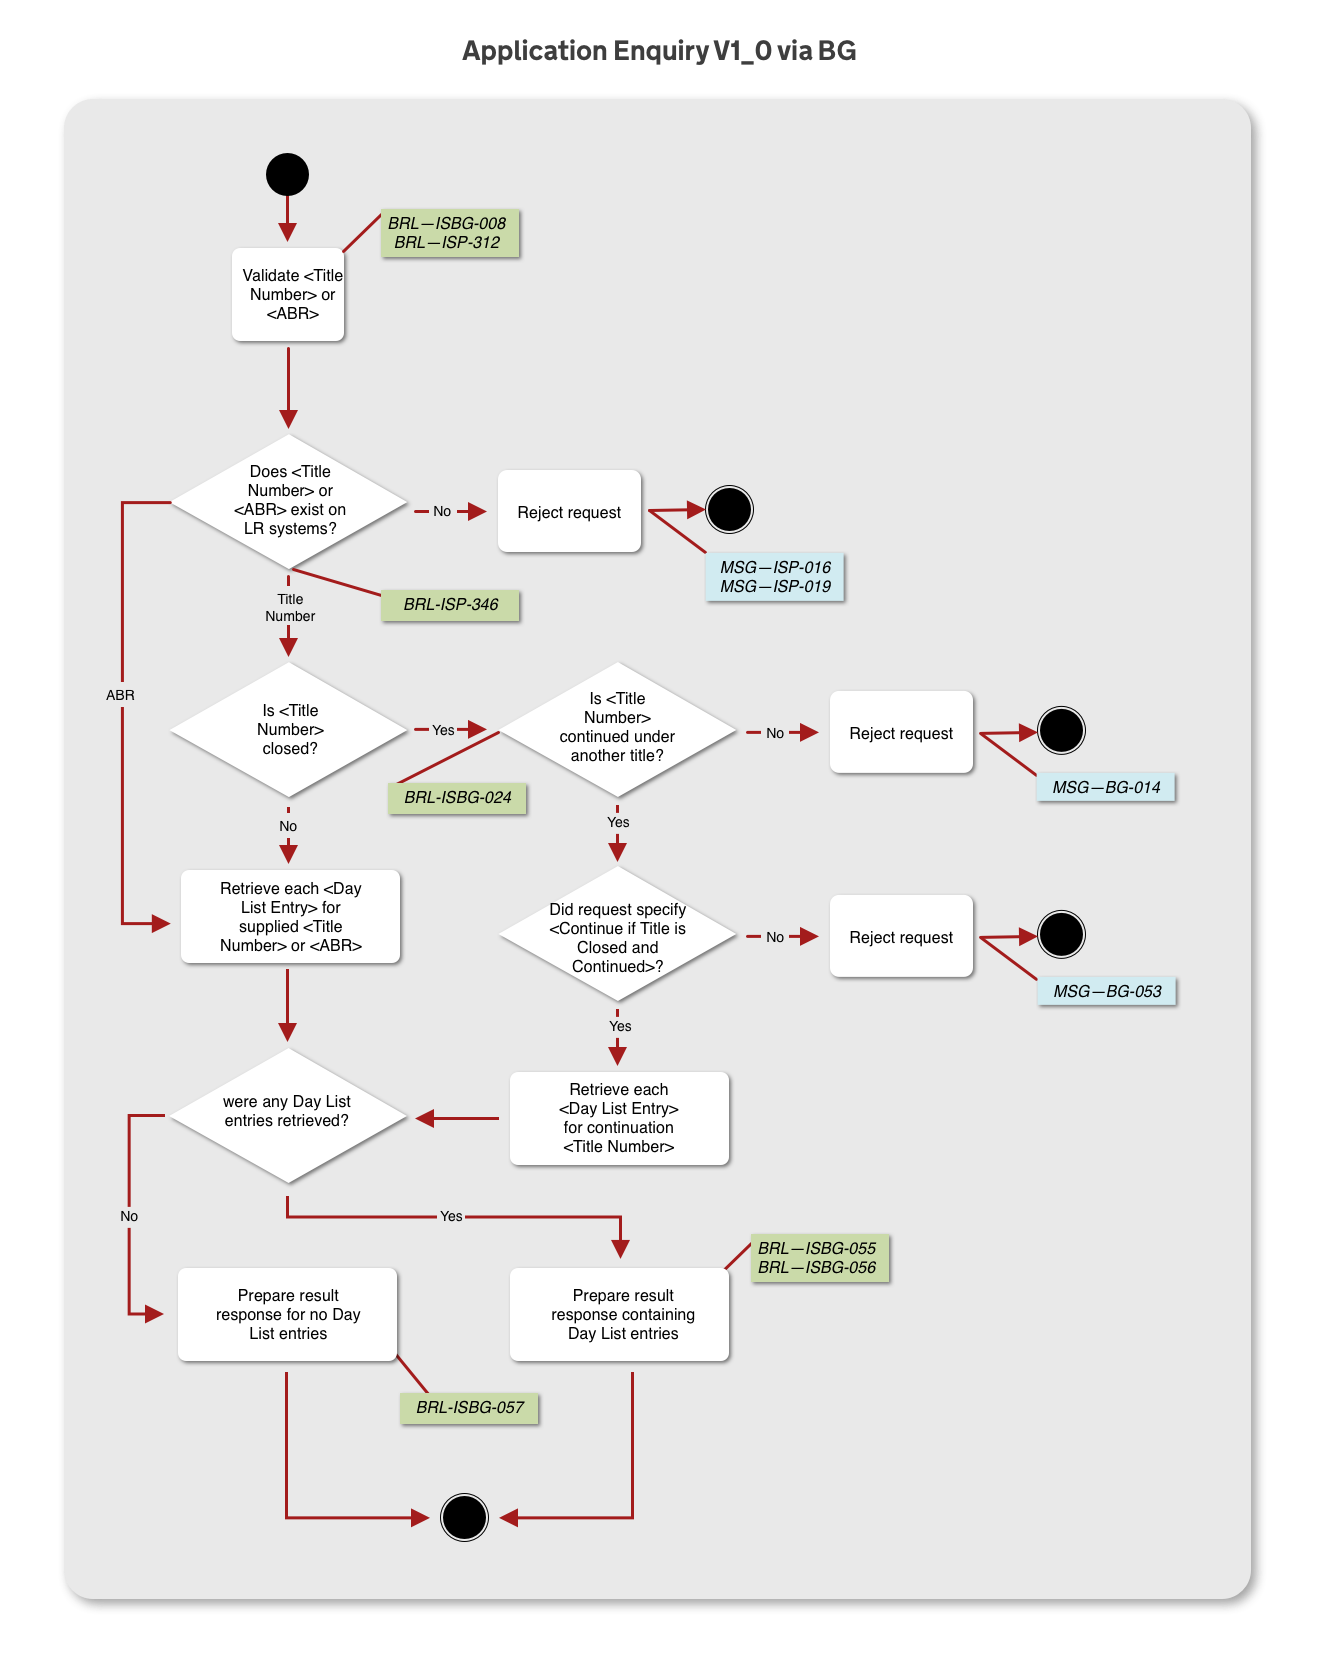 Application Enquiry V1_0 via BG
BRL—ISBG-008
BRL—ISP-312
Validate <Title
Number> or
<ABR>
Does <Title
Number> or
<ABR> exist on
LR systems?
No
Reject request
MSG—ISP-016
MSG—ISP-019
BRL-ISP-346
Title
Number
ABR
Is <Title
Number>
closed?
Yes
Is <Title
Number>
continued under
another title?
No
Reject request
MSG—BG-014
BRL-ISBG-024
No
Yes
Retrieve each <Day
List Entry> for
supplied <Title
Number> or <ABR>
Did request specify
<Continue if Title is
Closed and
Continued>?
No
Reject request
MSG—BG-053
Yes
were any Day List
entries retrieved?
Retrieve each
<Day List Entry>
for continuation
<Title Number>
No
Yes
BRL—ISBG-055
BRL—ISBG-056
Prepare result
response for no Day
List entries
Prepare result
response containing
Day List entries
BRL-ISBG-057